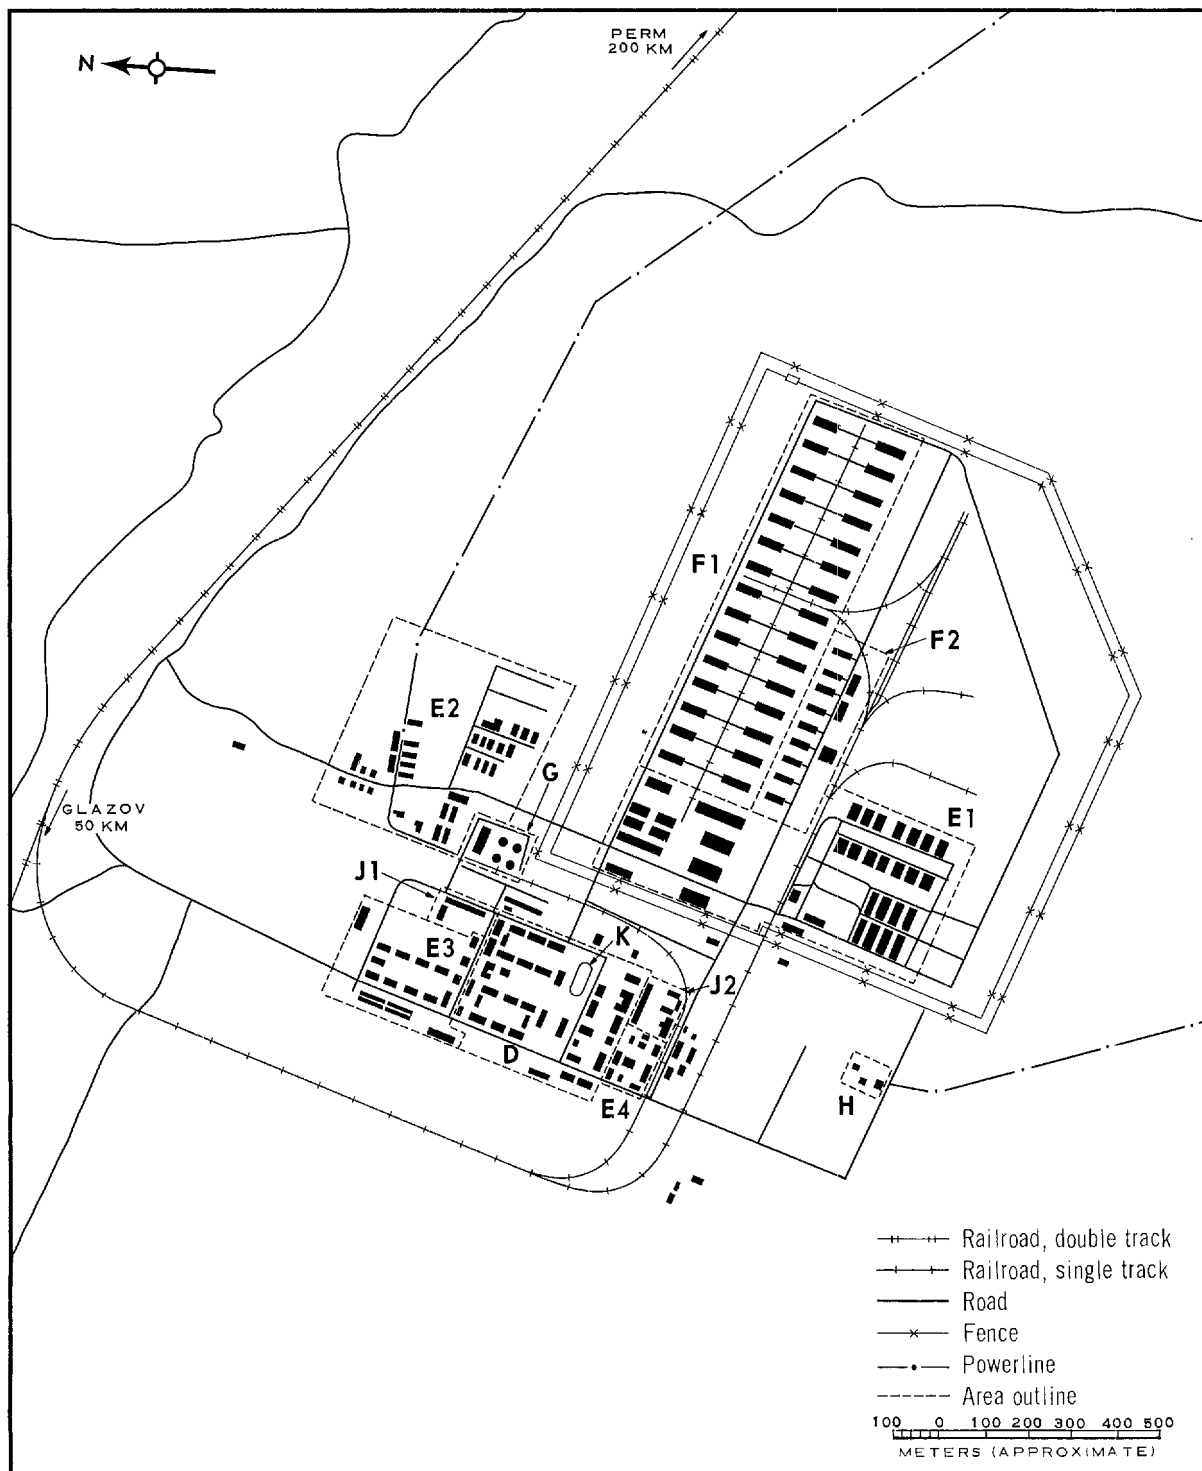 PERM
200 KM
N
F1
F2
E2
G
GLAZOV
50 KM
E1
J1
K
E3
J2
D
H
E4
Railroad, double track
Railroad, single track
Road
Fence
Powerline
Area outline
100 0 100 200 300 400 500
METERS (APPROXIMATE)